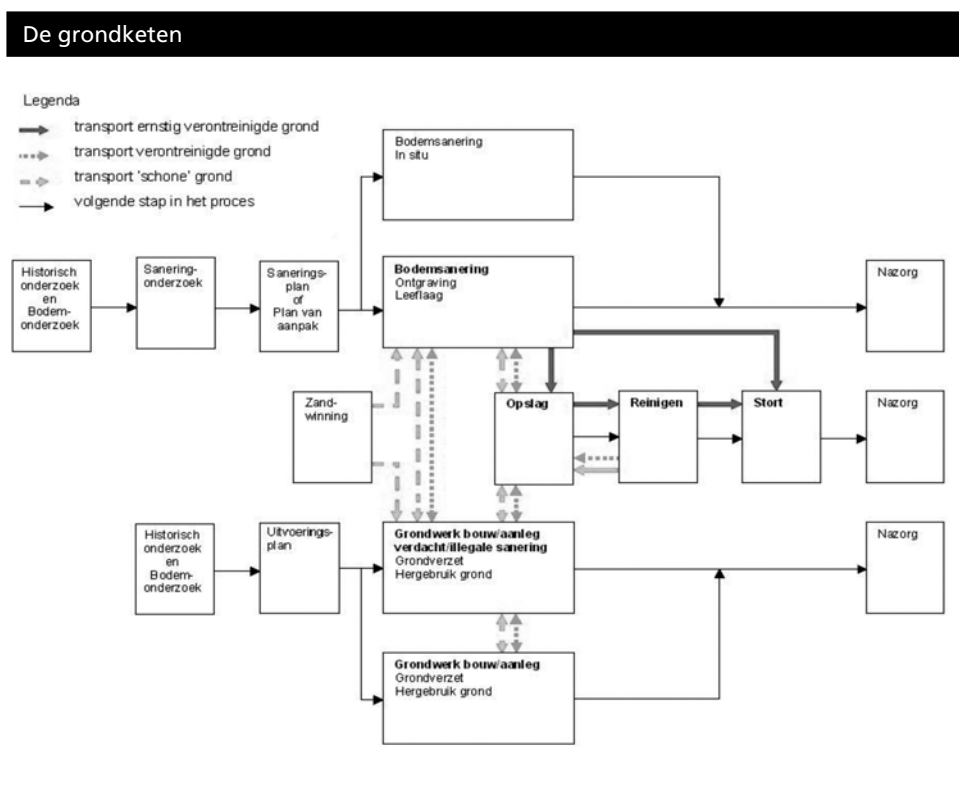 De grondketen
Legenda
transport ernstig verontreinigde grond
transport verontreinigde grond
transport 'schone' grond
volgende stap in het proces
Bodemsanering
In situ
Historisch
onderzoek
en
Bodem-
onderzoek
Sanering-
onderzoek
Sanerings-
plan
of
Plan van
aanpak
Bodemsanering
Ontgraving
Leeflaag
Nazorg
Zand-
winning
Opslag
Reinigen
Stort
Nazorg
Historisch
onderzoek
en
Bodem-
onderzoek
Uitvoerings-
plan
Grondwerk bouw/aanleg
verdacht/illegale sanering
Grondverzet
Hergebruik grond
Nazorg
Grondwerk bouw/aanleg
Grondverzet
Hergebruik grond